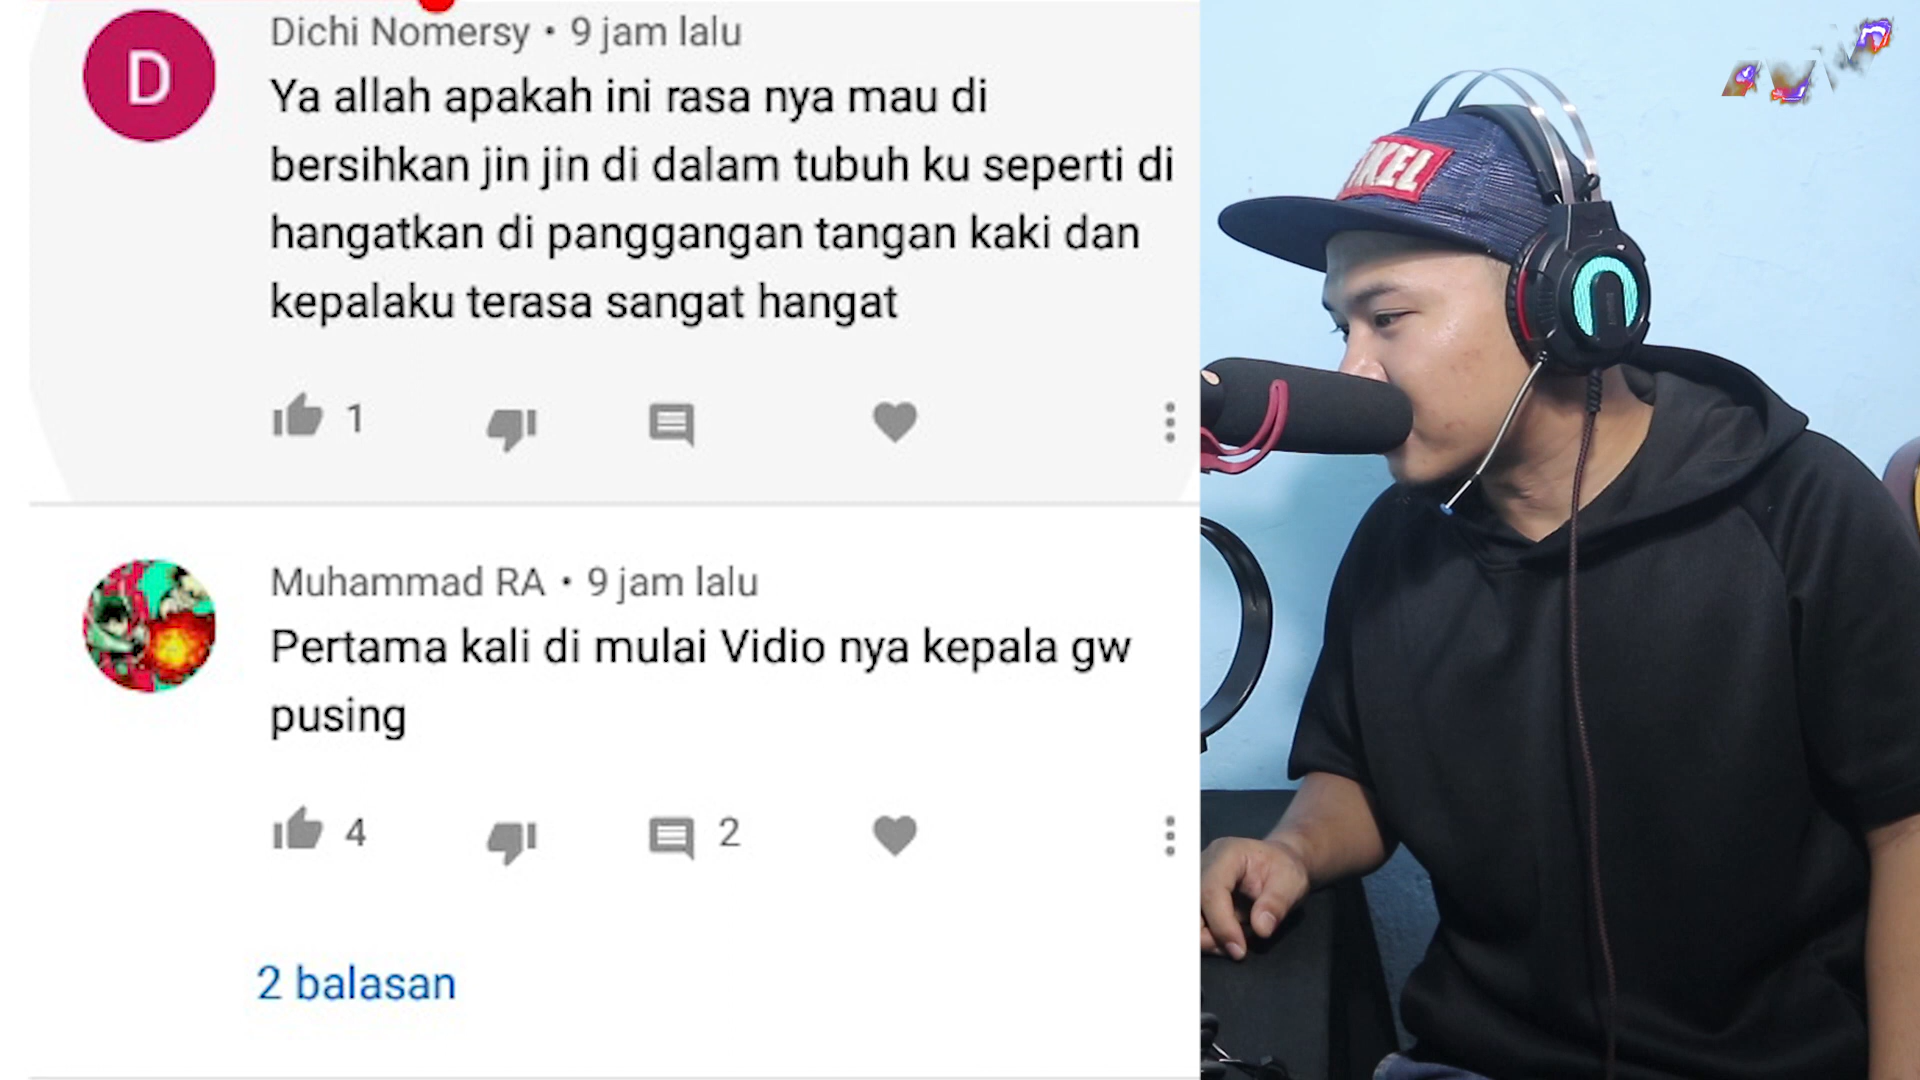 D
Dichi Nomersy • 9 jam lalu
Ya allah apakah ini rasa nya mau di
bersihkan jin jin di dalam tubuh ku seperti di
hangatkan di panggangan tangan kaki dan
kepalaku terasa sangat hangat
1
Muhammad RA • 9 jam lalu
Pertama kali di mulai Vidio nya kepala gw
pusing
4
2
2 balasan